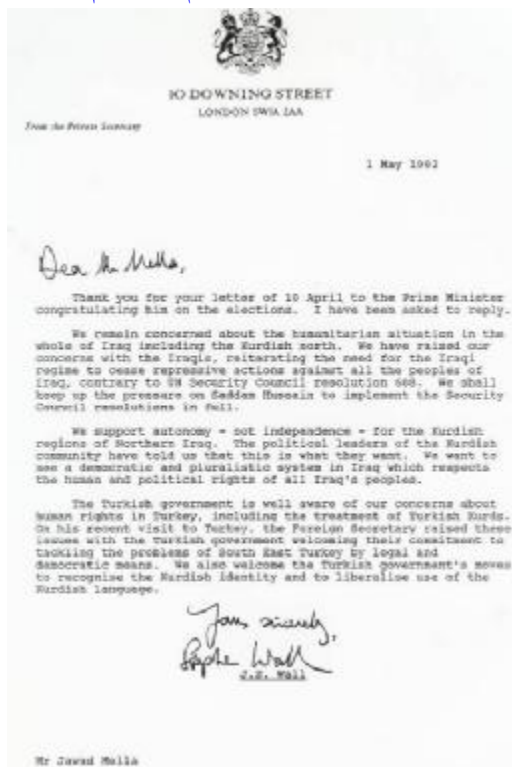 10 DOWNING STREET
LONDON SW1A 2AA
From the Private Secretary
1 May 1992
Dear Mr Mella,
Thank you for your letter of 10 April to the Prime Minister
congratulating him on the elections. I have been asked to reply.
We remain concerned about the humanitarian situation in the
whole of Iraq including the Kurdish north. We have raised our
concerns with the Iraqis, reiterating the need for the Iraqi
regime to cease repressive actions against all the peoples of
Iraq, contrary to UN Security Council resolution 688. We shall
keep up the pressure on Saddam Hussein to implement the Security
Council resolutions in full.
We support autonomy - not independence - for the Kurdish
regions of Northern Iraq. The political leaders of the Kurdish
community have told us that this is what they want. We want to
see a democratic and pluralistic system in Iraq which respects
the human and political rights of all Iraq's peoples.
The Turkish government is well aware of our concerns about
human rights in Turkey, including the treatment of Turkish Kurds.
On his recent visit to Turkey, the Foreign Secretary raised these
issues with the Turkish government welcoming their commitment to
tackling the problems of South East Turkey by legal and
democratic means. We also welcome the Turkish government's moves
to recognise the Kurdish identity and to liberalise use of the
Kurdish language.
Yours sincerely,
Stephen Wall
J.S. Wall
Mr Jawad Mella